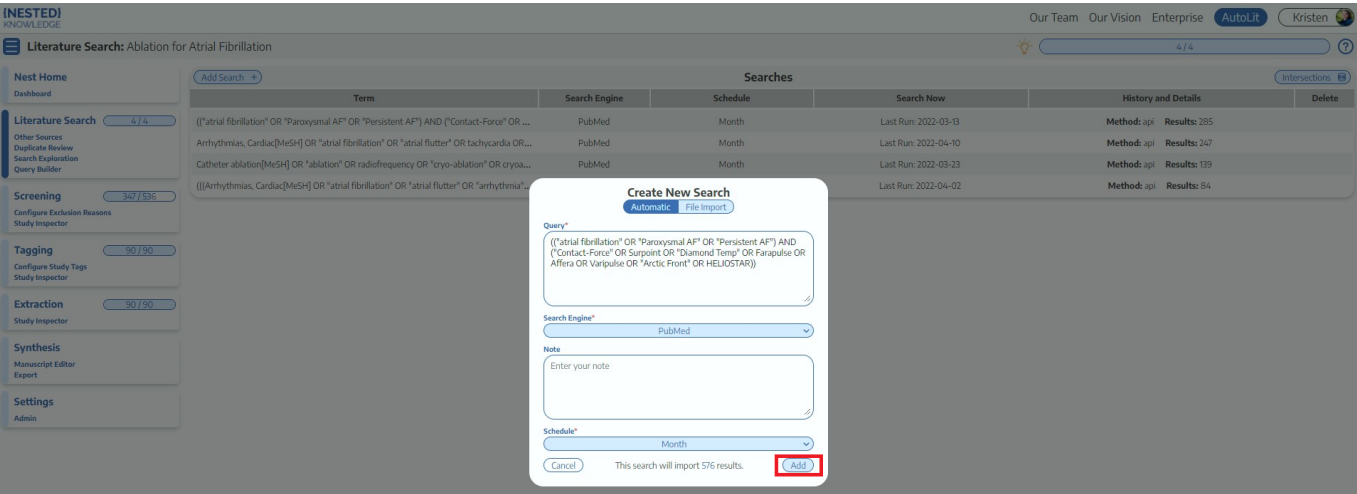 {NESTED}
KNOWLEDGE
Our Team Our Vision Enterprise AutoLit Kristen
Literature Search: Ablation for Atrial Fibrillation
4/4
?
Nest Home
Dashboard
Literature Search 4/4
Other Sources
Duplicate Review
Search Exploration
Query Builder
Screening 347/536
Configure Exclusion Reasons
Study Inspector
Tagging 90/90
Configure Study Tags
Study Inspector
Extraction 90/90
Study Inspector
Synthesis
Manuscript Editor
Export
Settings
Admin
Add Search + Searches Intersections
Term Search Engine Schedule Search Now History and Details Delete
(("atrial fibrillation" OR "Paroxysmal AF" OR "Persistent AF") AND ("Contact-Force" OR ... PubMed Month Last Run: 2022-03-13 Method: api Results: 285
Arrhythmias, Cardiac[MeSH] OR "atrial fibrillation" OR "atrial flutter" OR tachycardia OR... PubMed Month Last Run: 2022-04-10 Method: api Results: 247
Catheter ablation[MeSH] OR "ablation" OR radiofrequency OR "cryo-ablation" OR cryoa... PubMed Month Last Run: 2022-03-23 Method: api Results: 139
(((Arrhythmias, Cardiac[MeSH] OR "atrial fibrillation" OR "atrial flutter" OR "arrhythmia"... Last Run: 2022-04-02 Method: api Results: 84
Create New Search
Automatic File Import
Query*
(("atrial fibrillation" OR "Paroxysmal AF" OR "Persistent AF") AND
("Contact-Force" OR Surpoint OR "Diamond Temp" OR Farapulse OR
Affera OR Varipulse OR "Arctic Front" OR HELIOSTAR))
Search Engine*
PubMed
Note
Enter your note
Schedule*
Month
Cancel This search will import 576 results. Add